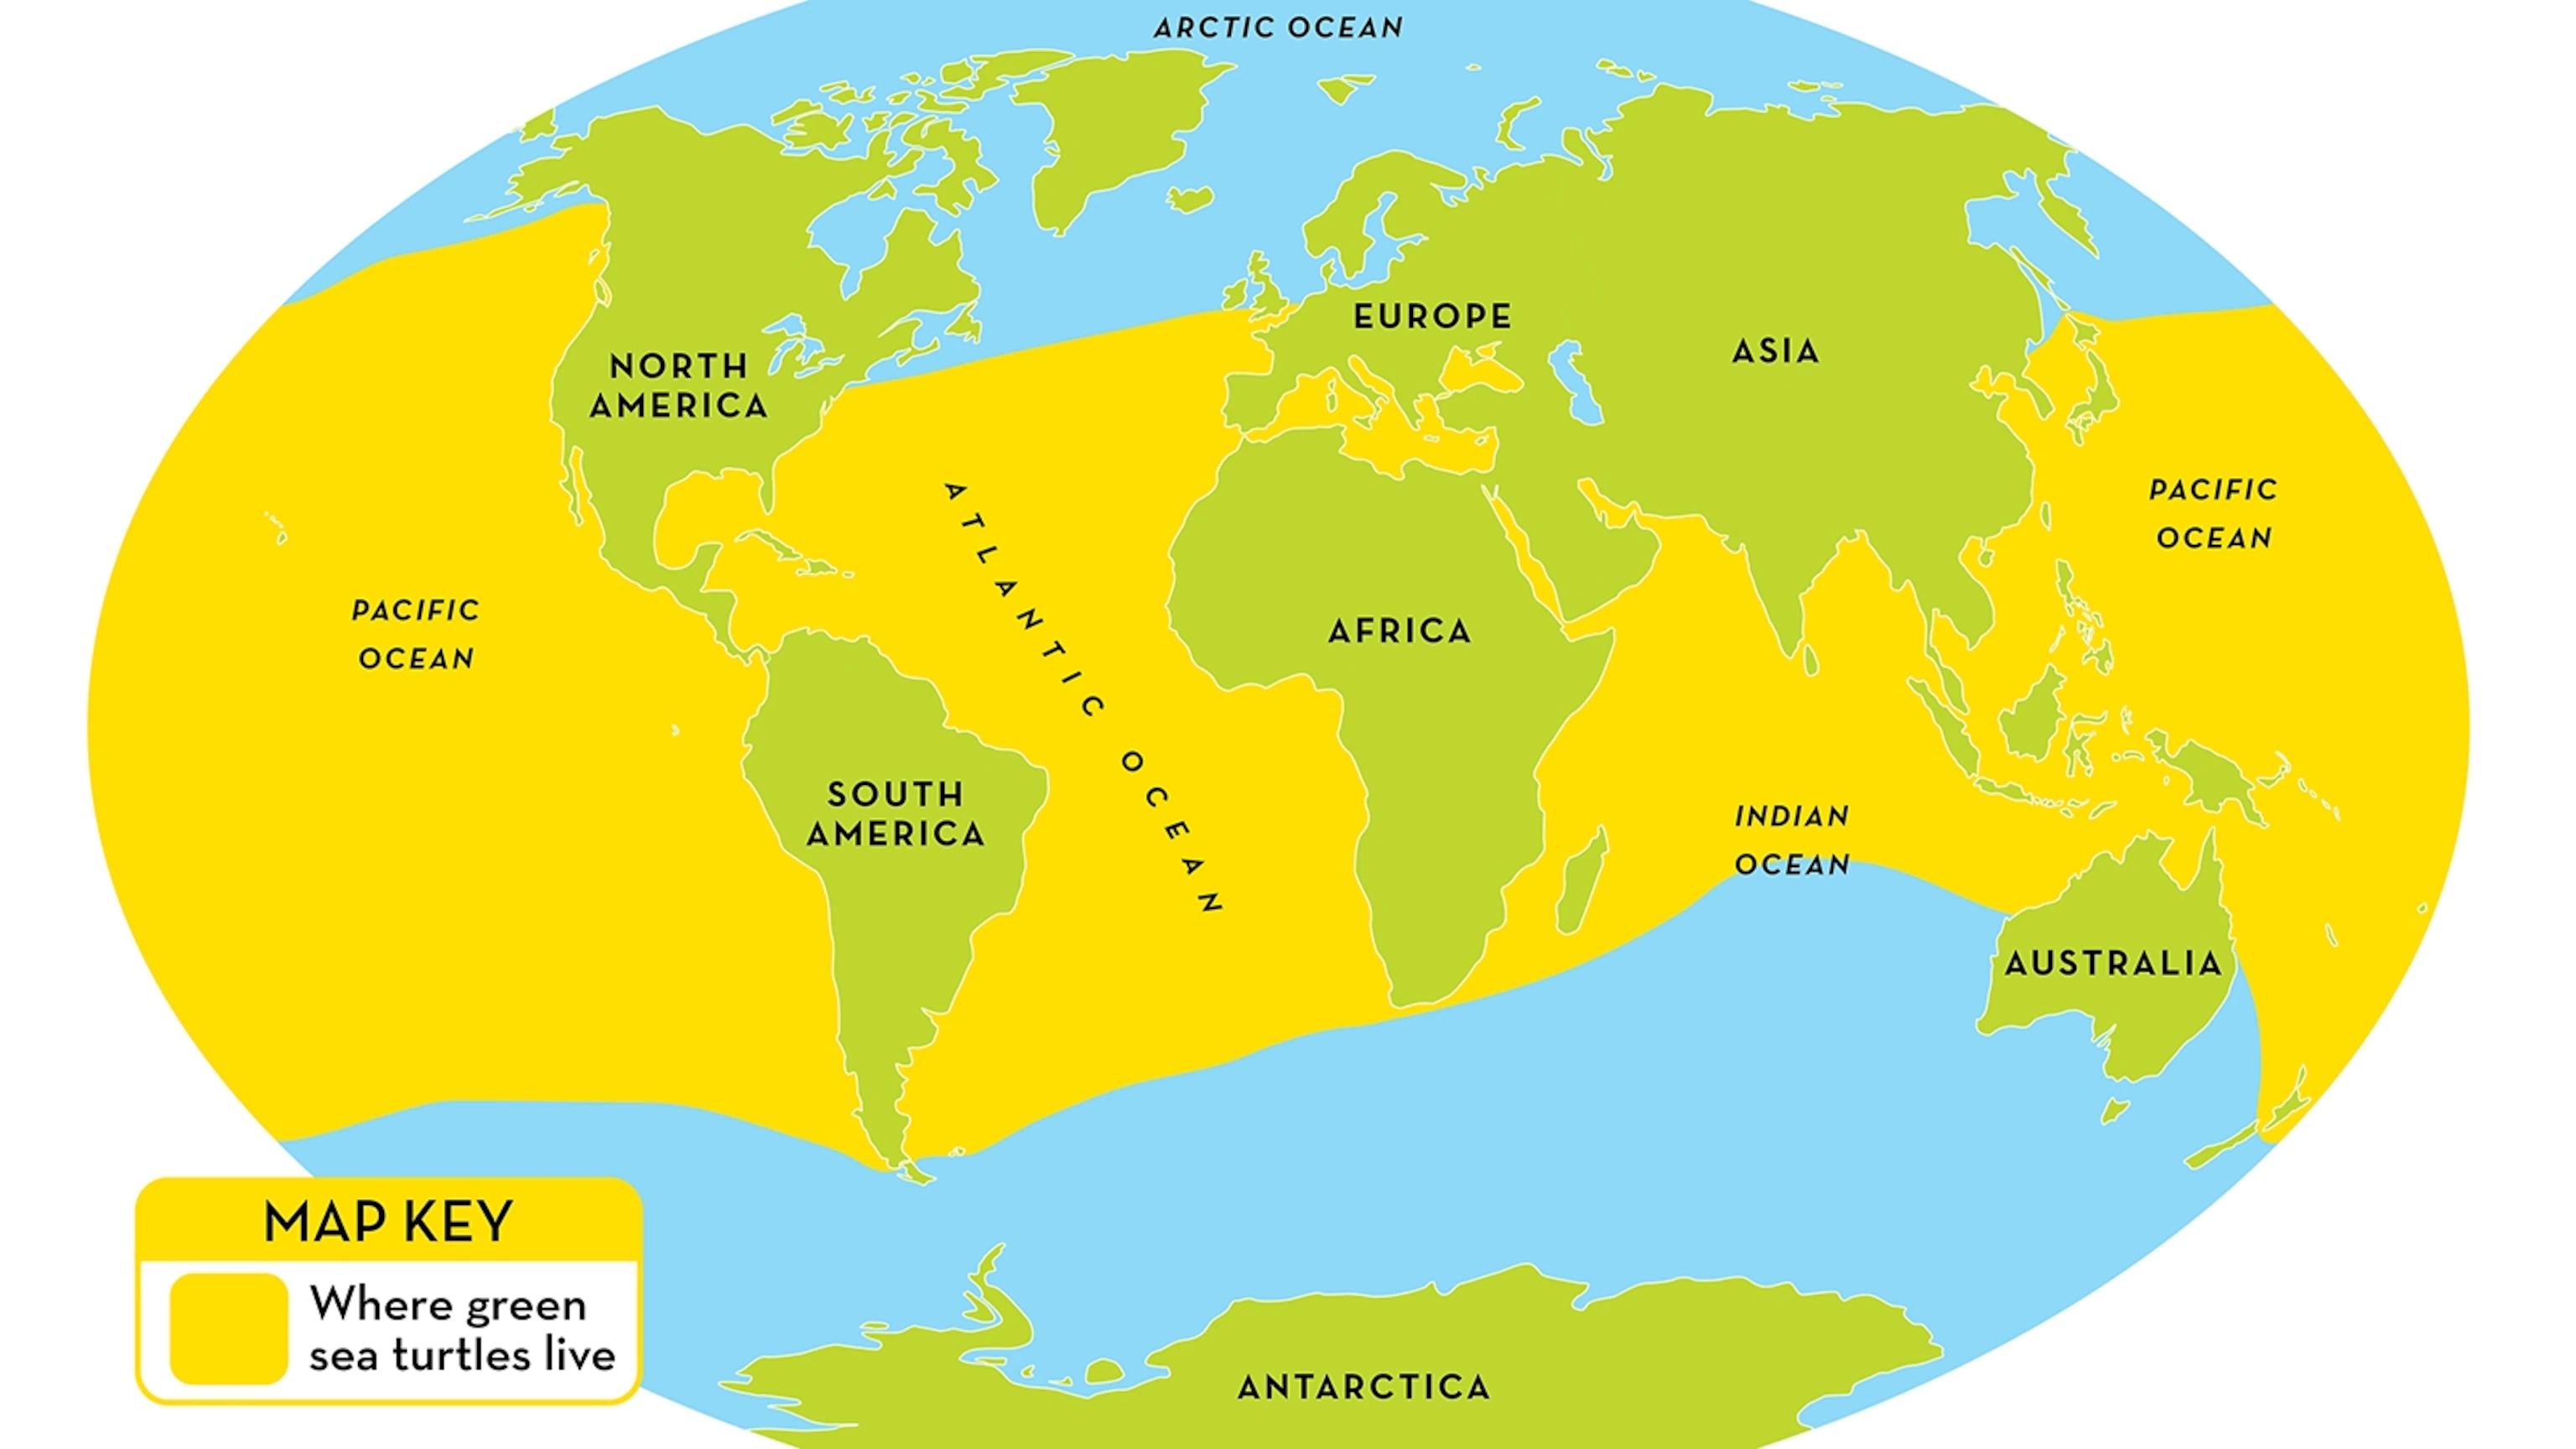 ARCTIC OCEAN
EUROPE
ASIA
NORTH
AMERICA
PACIFIC
OCEAN
ATLANTIC OCEAN
PACIFIC
OCEAN
AFRICA
SOUTH
AMERICA
INDIAN
OCEAN
AUSTRALIA
MAP KEY
Where green
sea turtles live
ANTARCTICA